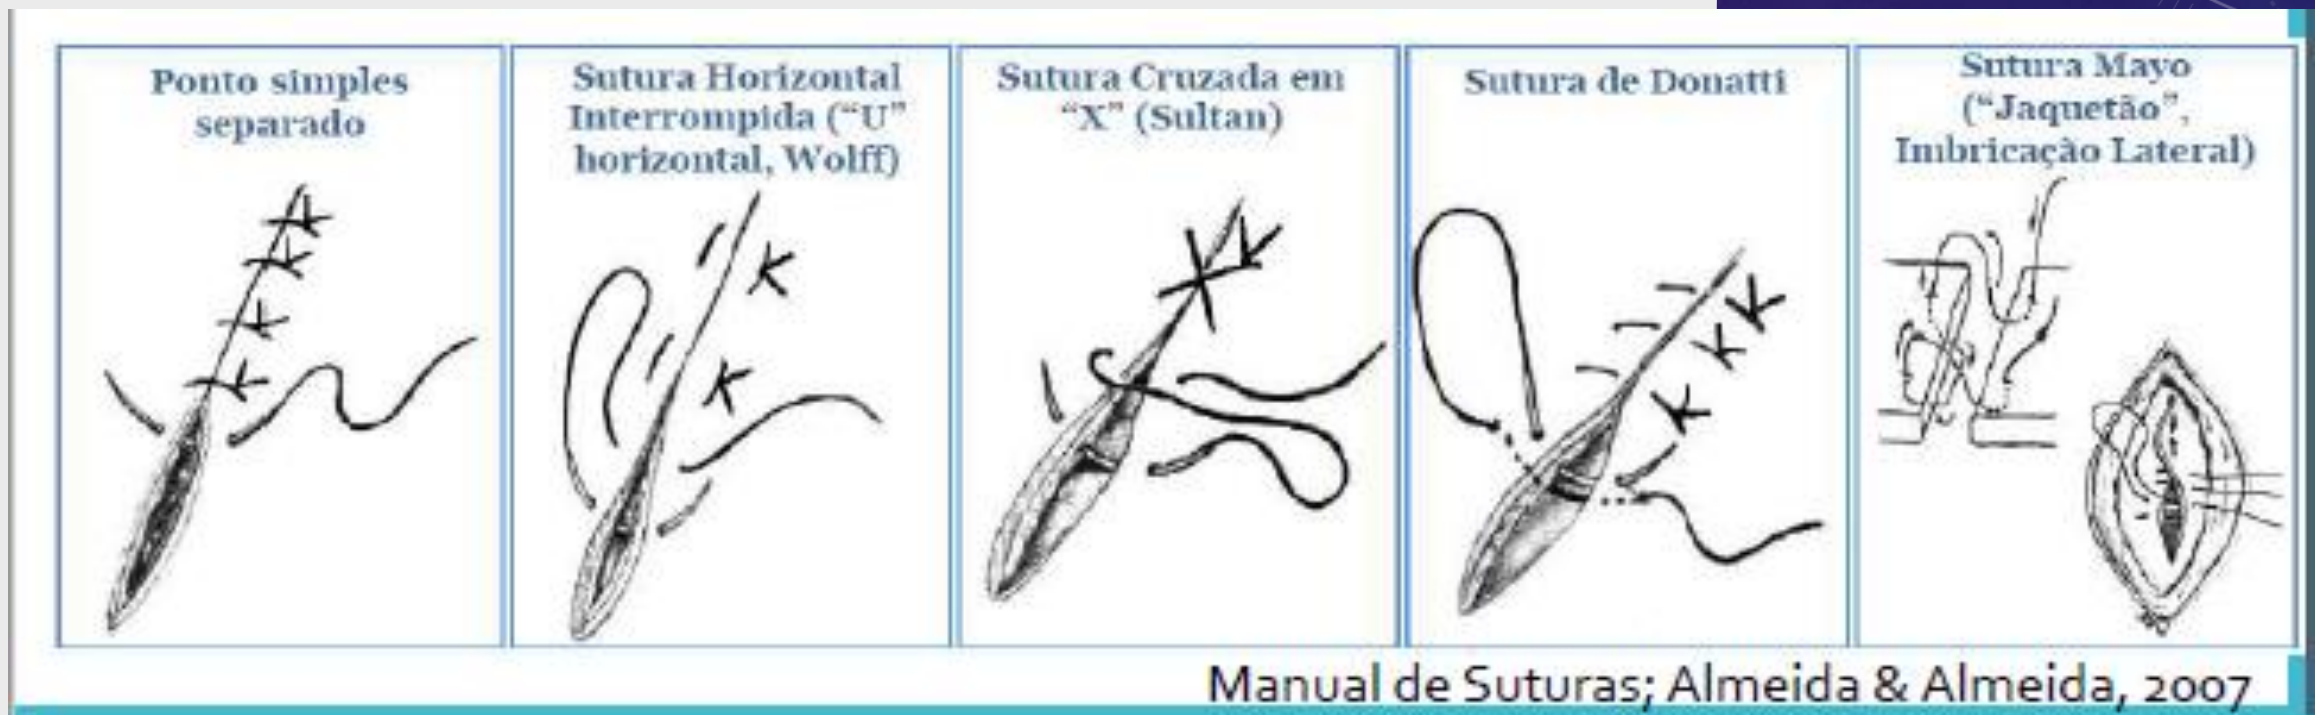 Ponto simples
separado
Sutura Horizontal
Interrompida (“U”
horizontal, Wolff)
Sutura Cruzada em
“X” (Sultan)
Sutura de Donatti
Sutura Mayo
(“Jaquetão”,
Imbricação Lateral)
Manual de Suturas; Almeida & Almeida, 2007